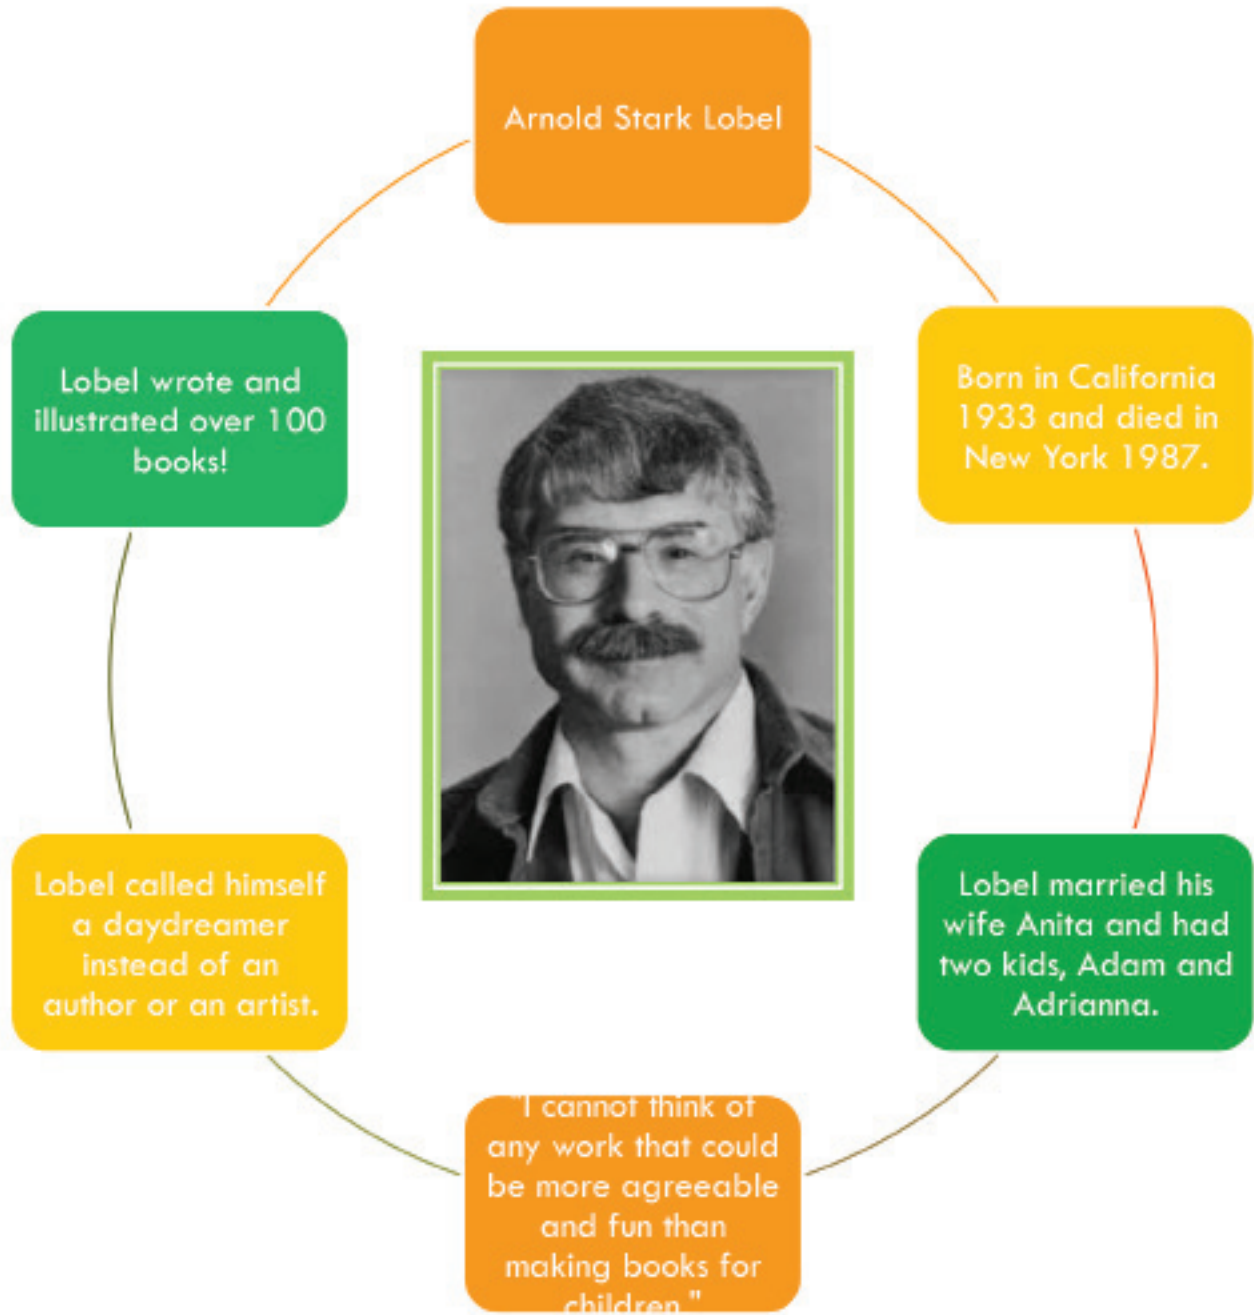 Arnold Stark Lobel
Born in California
1933 and died in
New York 1987.
Lobel married his
wife Anita and had
two kids, Adam and
Adrianna.
"I cannot think of
any work that could
be more agreeable
and fun than
making books for
children."
Lobel called himself
a daydreamer
instead of an
author or an artist.
Lobel wrote and
illustrated over 100
books!